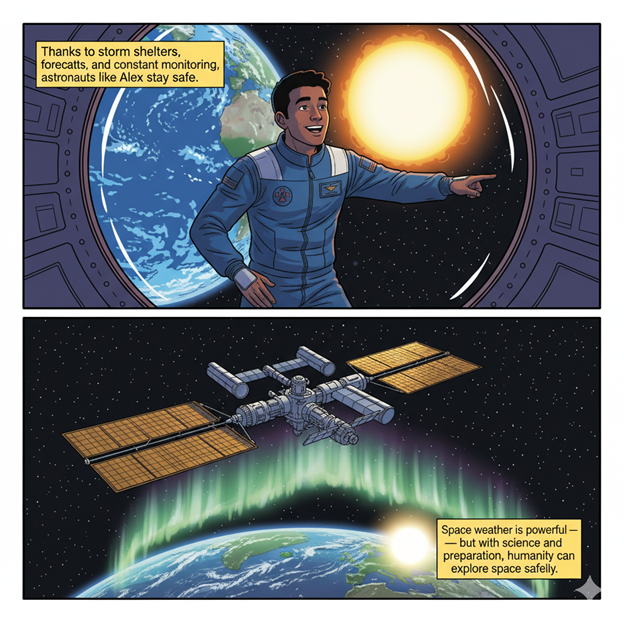 Thanks to storm shelters,
forecatts, and constant monitoring,
astronauts like Alex stay safe.
Space weather is powerful —
— but with science and
preparation, humanity can
explore space safelly.